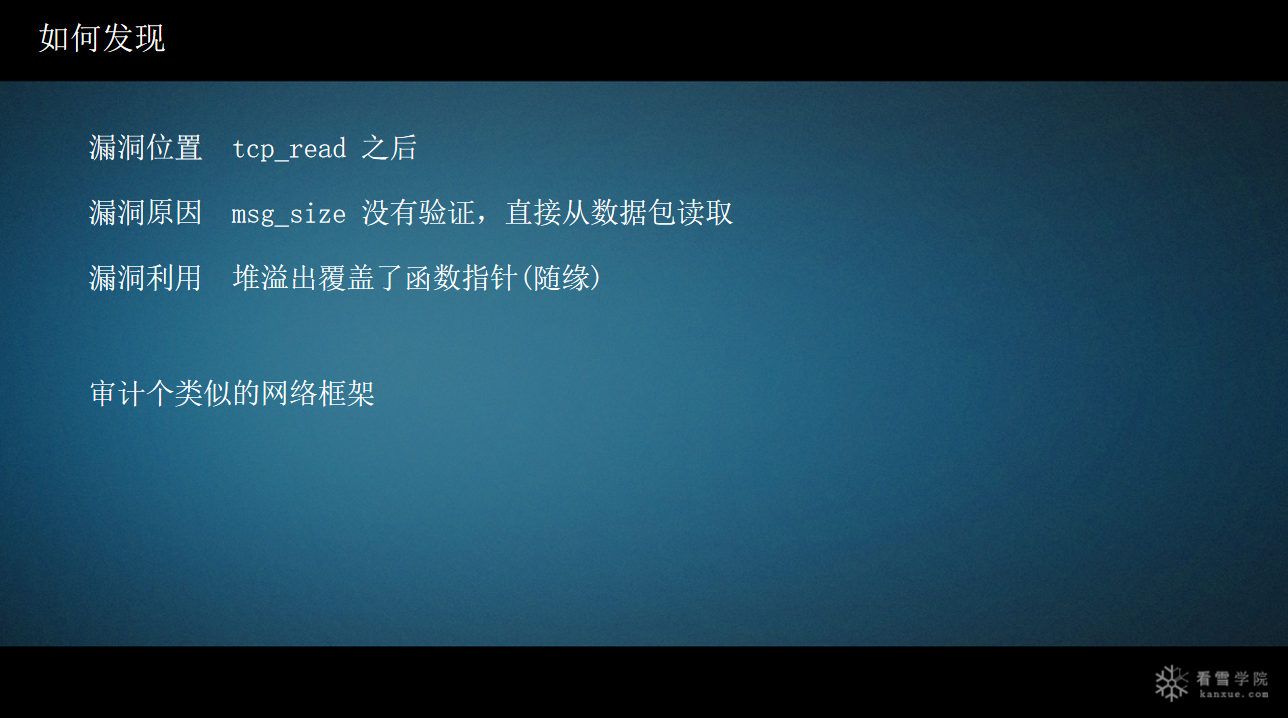 如何发现
漏洞位置 tcp_read 之后
漏洞原因 msg_size 没有验证，直接从数据包读取
漏洞利用 堆溢出覆盖了函数指针(随缘)
审计个类似的网络框架
看雪学院
kanxue.com